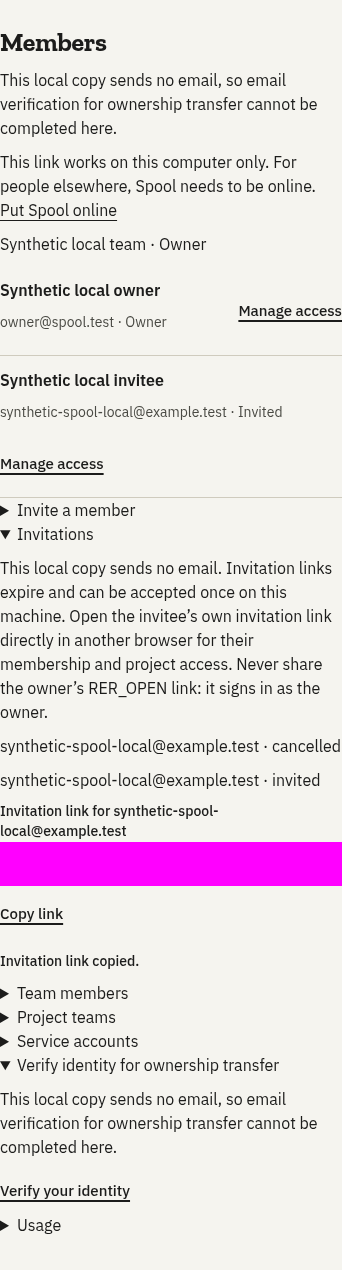 Members
This local copy sends no email, so email
verification for ownership transfer cannot be
completed here.
This link works on this computer only. For
people elsewhere, Spool needs to be online.
Put Spool online
Synthetic local team · Owner
Synthetic local owner
Manage access
owner@spool.test · Owner
Synthetic local invitee
synthetic-spool-local@example.test · Invited
Manage access
Invite a member
Invitations
This local copy sends no email. Invitation links
expire and can be accepted once on this
machine. Open the invitee’s own invitation link
directly in another browser for their
membership and project access. Never share
the owner’s RER_OPEN link: it signs in as the
owner.
synthetic-spool-local@example.test · cancelled
synthetic-spool-local@example.test · invited
Invitation link for synthetic-spool-
local@example.test
Copy link
Invitation link copied.
Team members
Project teams
Service accounts
Verify identity for ownership transfer
This local copy sends no email, so email
verification for ownership transfer cannot be
completed here.
Verify your identity
Usage